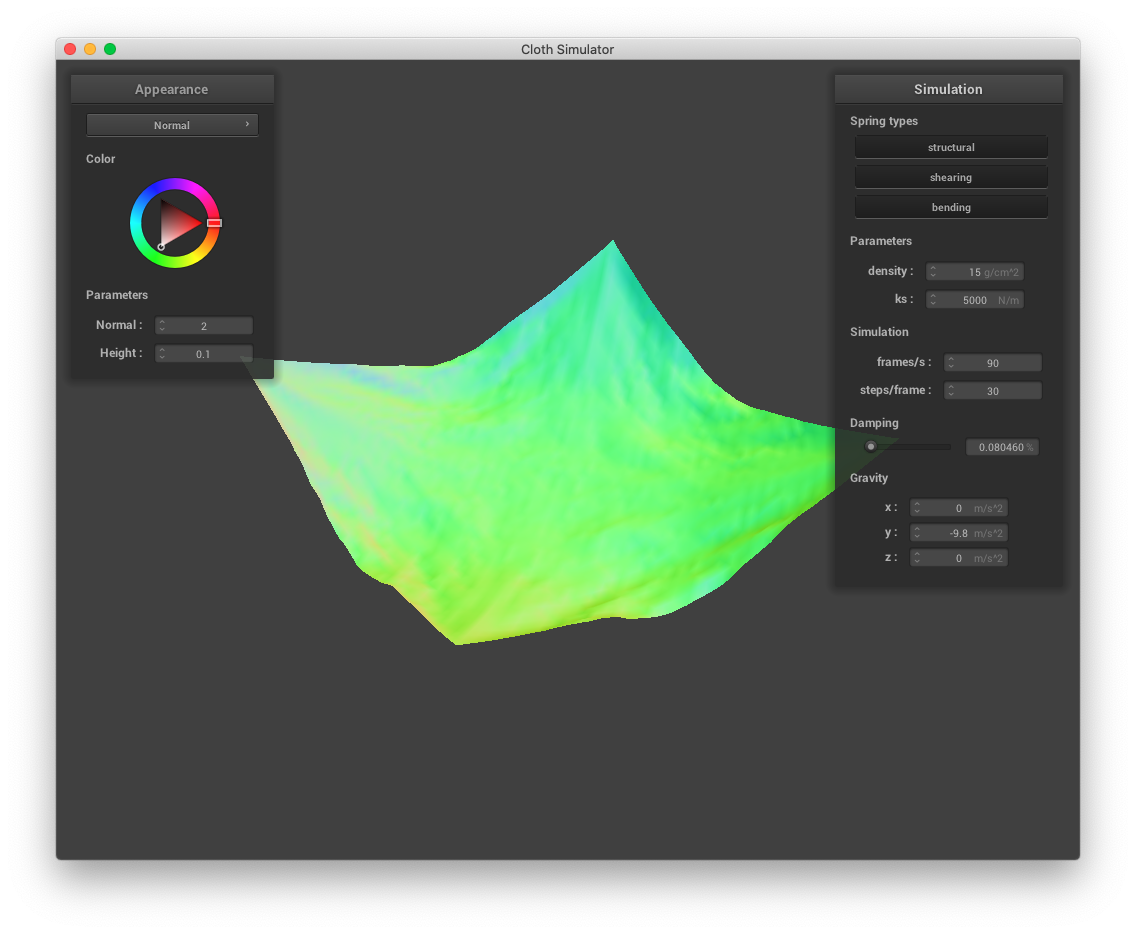 Cloth Simulator
Appearance
Normal ›
Color
Parameters
Normal : 2
Height : 0.1
Simulation
Spring types
structural
shearing
bending
Parameters
density : 15 g/cm^2
ks : 5000 N/m
Simulation
frames/s : 90
steps/frame : 30
Damping
0.080460 %
Gravity
x : 0 m/s^2
y : -9.8 m/s^2
z : 0 m/s^2